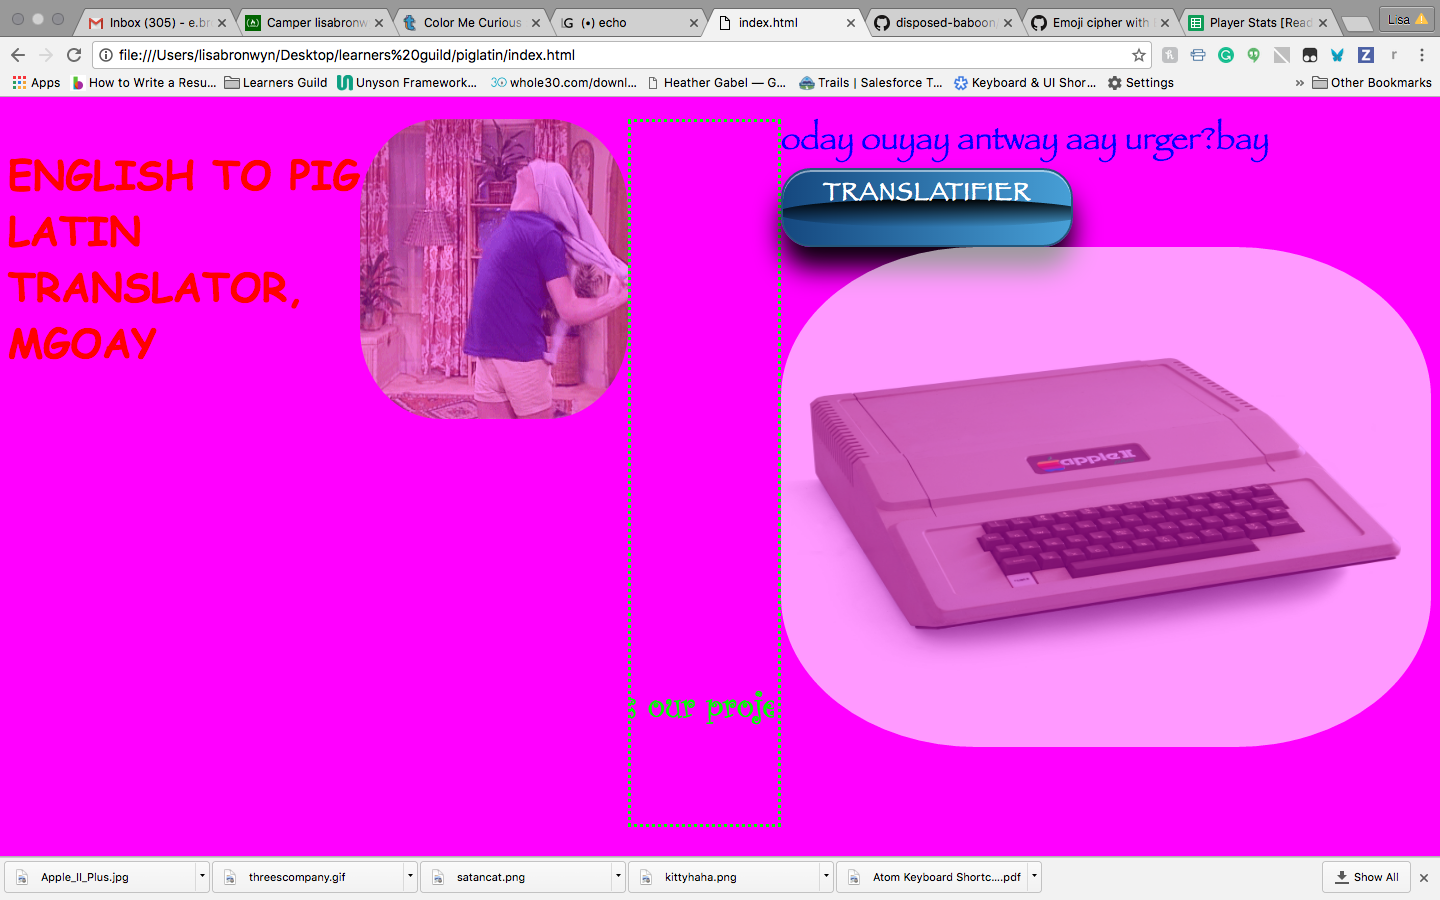 Inbox (305) - e.br
Camper lisabronw
Color Me Curious
(•) echo
index.html
disposed-baboon
Emoji cipher with
Player Stats [Read
Lisa
file:///Users/lisabronwyn/Desktop/learners%20guild/piglatin/index.html
Apps
How to Write a Resu...
Learners Guild
Unyson Framework...
whole30.com/downl...
Heather Gabel — G...
Trails | Salesforce T...
Keyboard & UI Shor...
Settings
» Other Bookmarks
ENGLISH TO PIG
LATIN
TRANSLATOR,
MGOAY
oday ouyay antway aay urger?bay
TRANSLATIFIER
apple II
s our proje
Apple_II_Plus.jpg
threescompany.gif
satancat.png
kittyhaha.png
Atom Keyboard Shortc....pdf
Show All